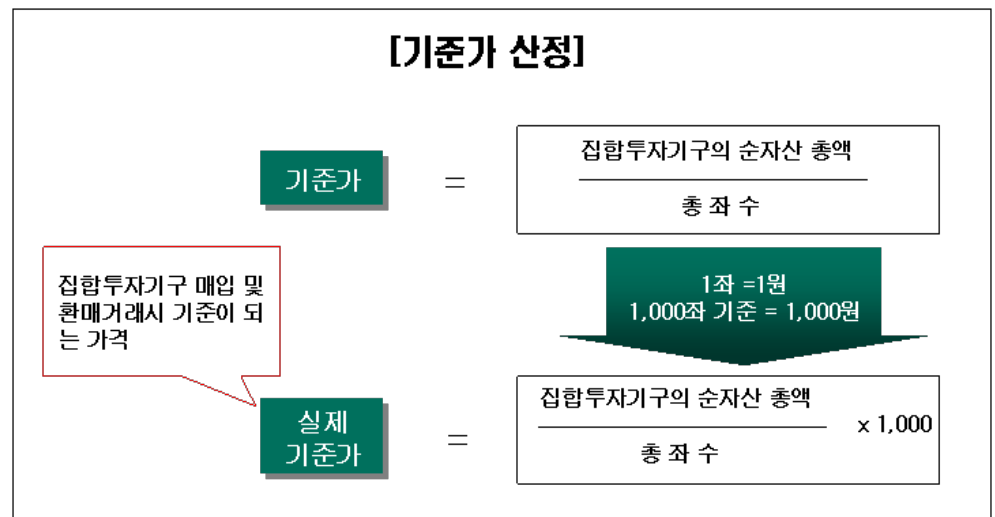 [기준가 산정]
기준가
=
집합투자기구의 순자산 총액
총 좌 수
집합투자기구 매입 및
환매거래시 기준이 되
는 가격
1좌 =1원
1,000좌 기준 = 1,000원
실제
기준가
=
집합투자기구의 순자산 총액
총 좌 수
x 1,000